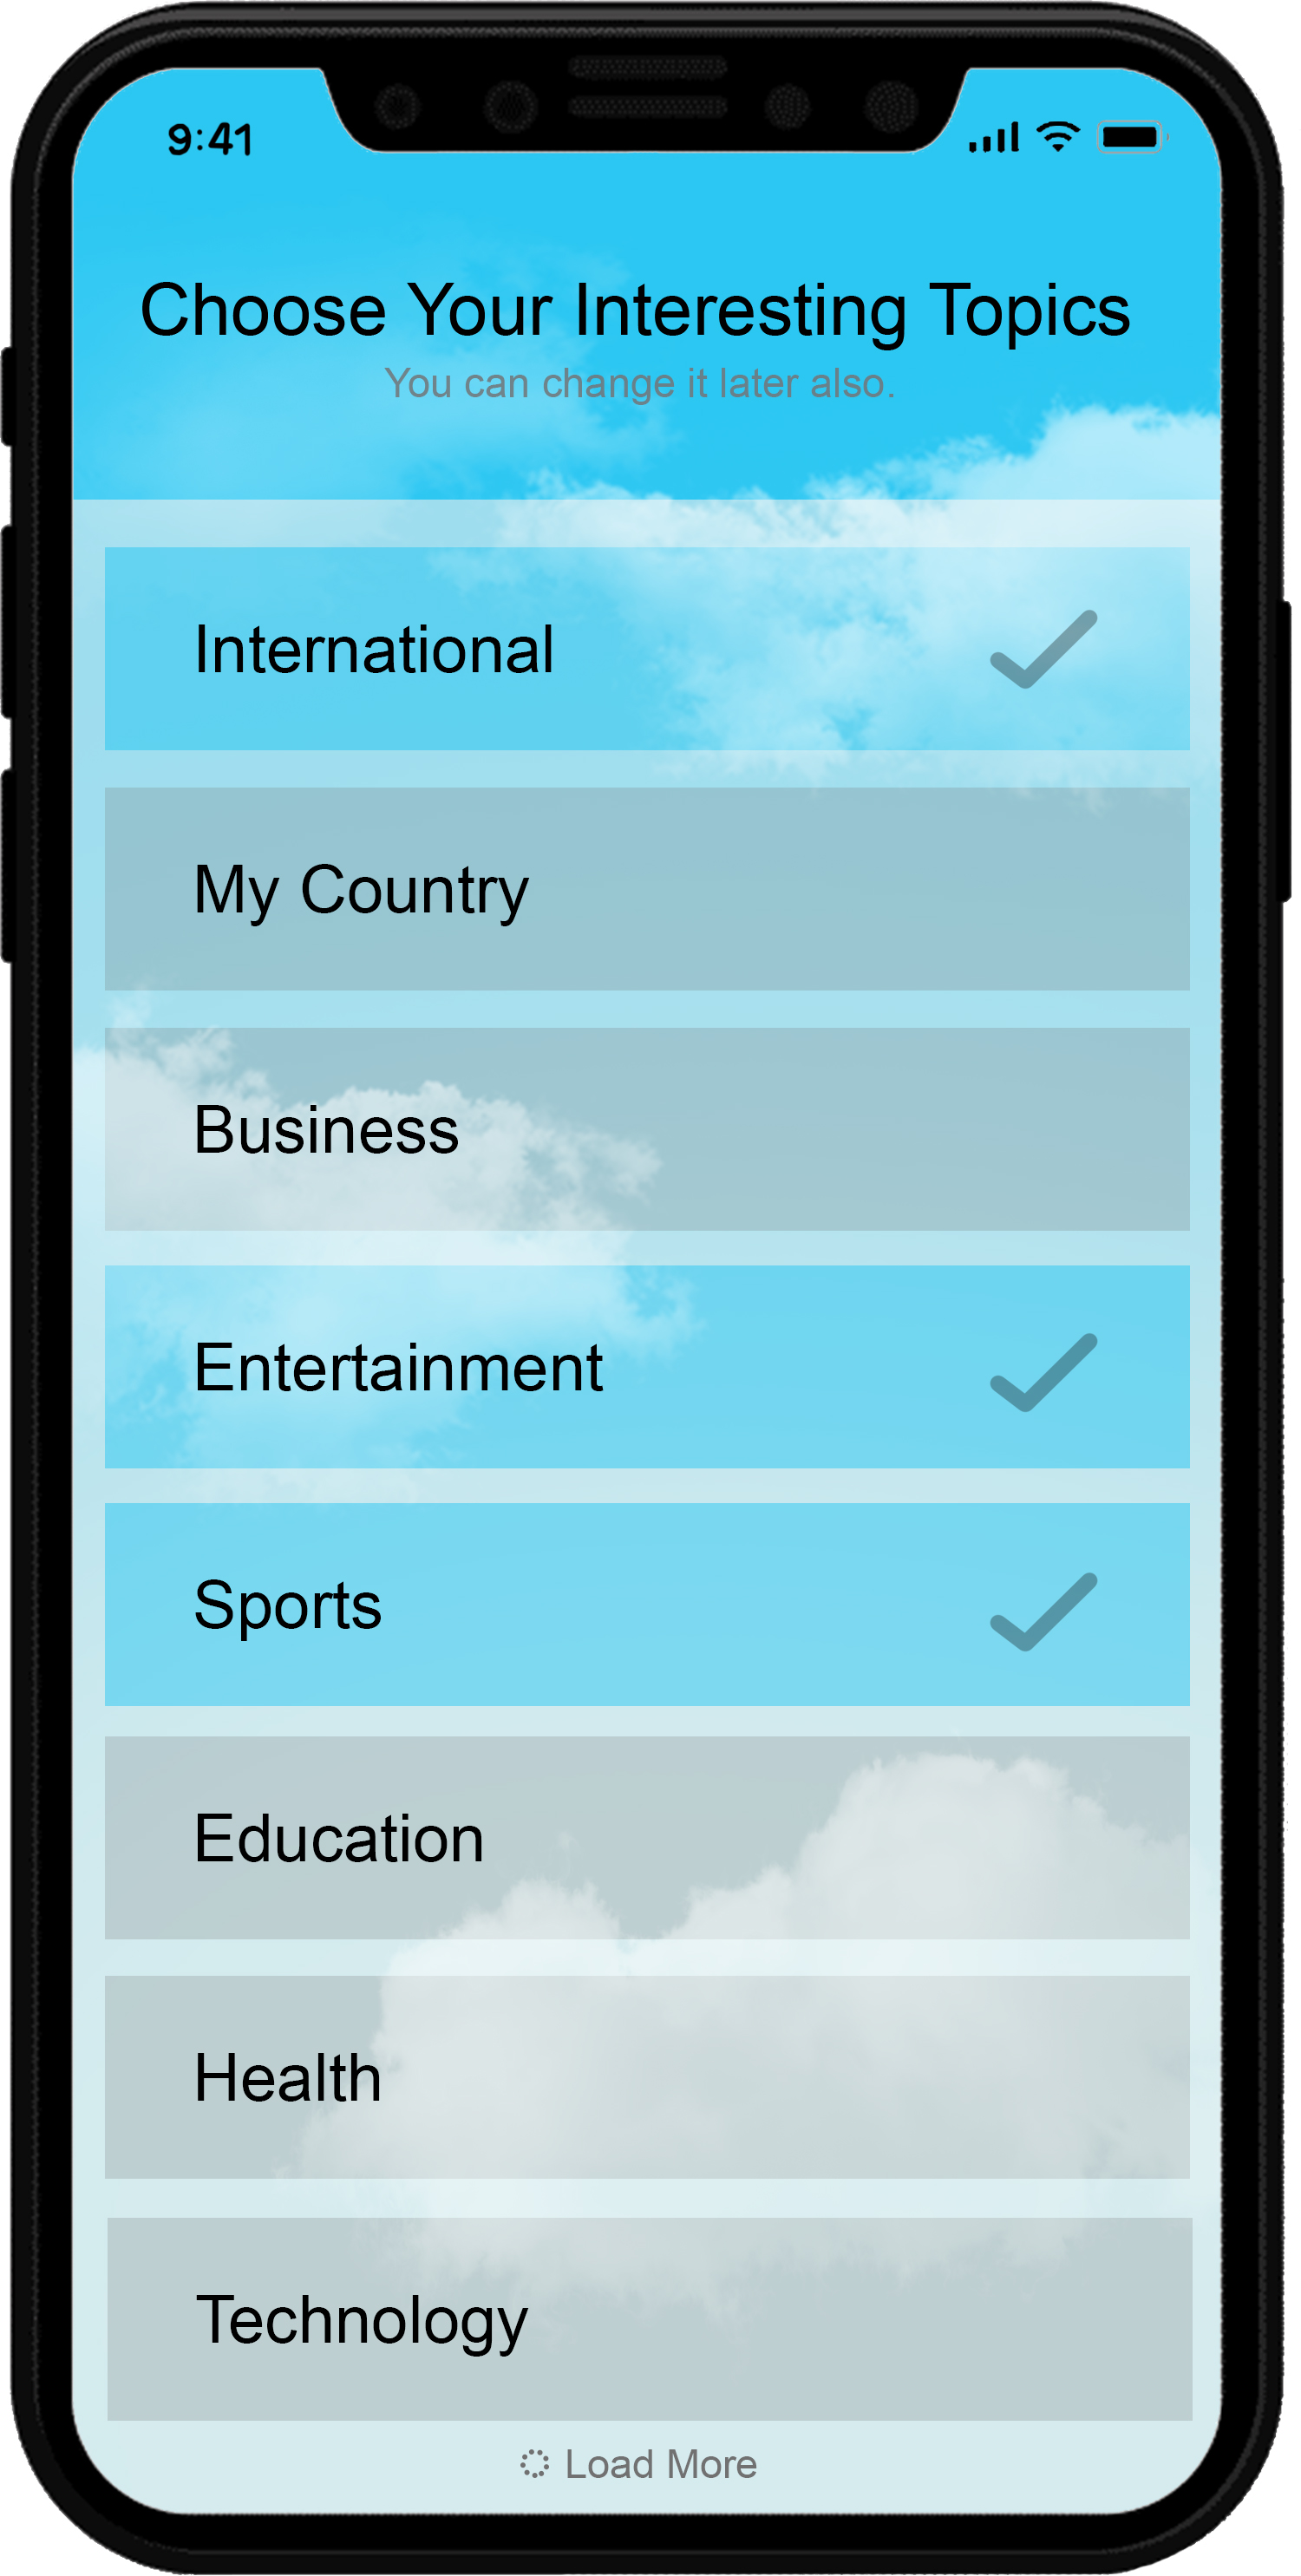 9:41
Choose Your Interesting Topics
You can change it later also.
International
My Country
Business
Entertainment
Sports
Education
Health
Technology
Load More